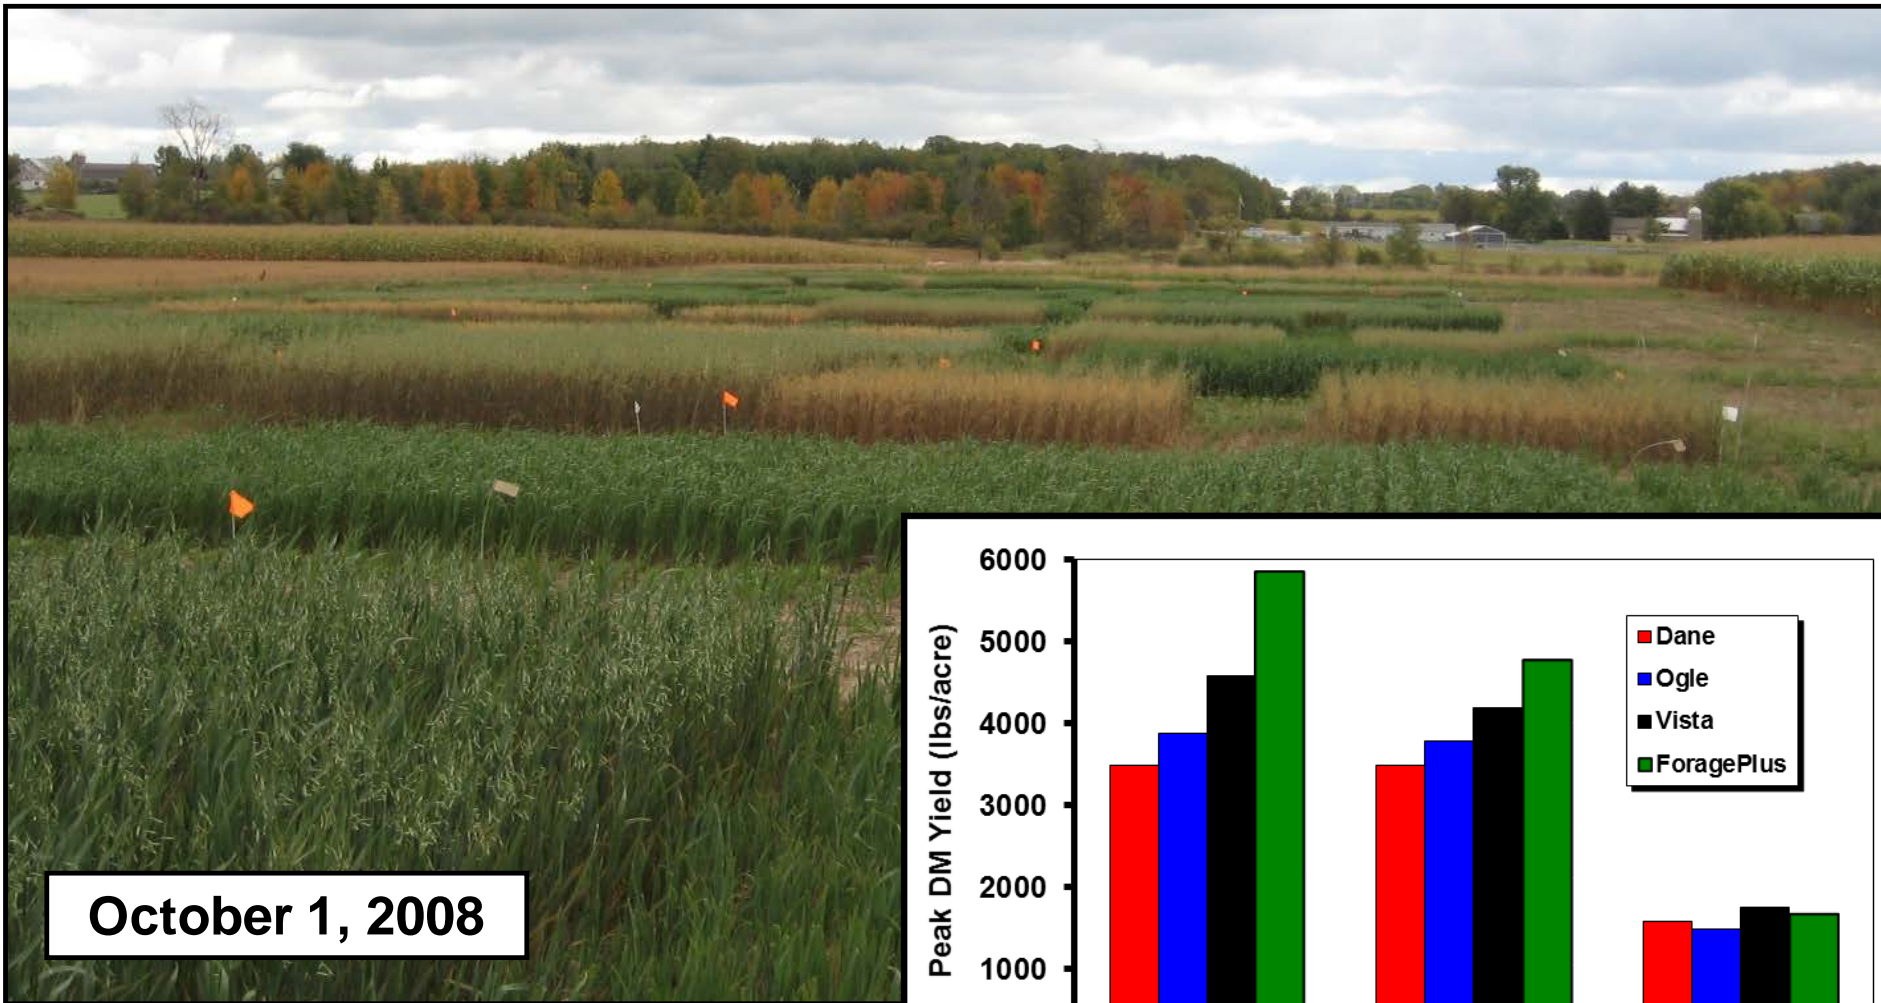 October 1, 2008
Peak DM Yield (lbs/acre)
6000
5000
4000
3000
2000
1000
Dane
Ogle
Vista
ForagePlus